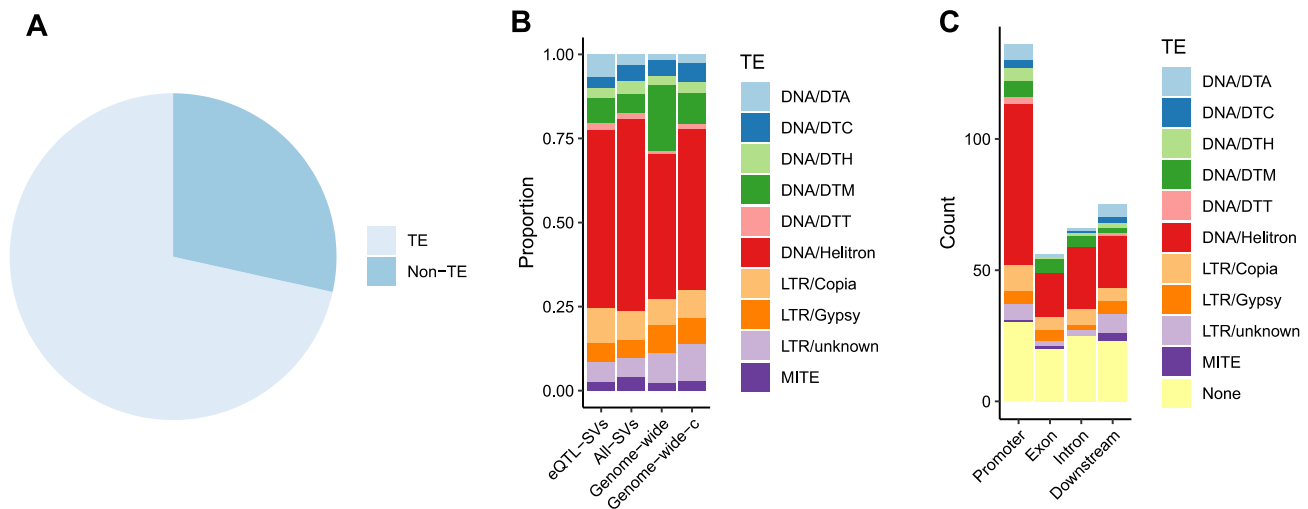 A
TE
Non−TE
B
Proportion
1.00
0.75
0.50
0.25
0.00
eQTL−SVs
All−SVs
Genome−wide
Genome−wide−c
TE
DNA/DTA
DNA/DTC
DNA/DTH
DNA/DTM
DNA/DTT
DNA/Helitron
LTR/Copia
LTR/Gypsy
LTR/unknown
MITE
C
Count
100
50
0
Promoter
Exon
Intron
Downstream
TE
DNA/DTA
DNA/DTC
DNA/DTH
DNA/DTM
DNA/DTT
DNA/Helitron
LTR/Copia
LTR/Gypsy
LTR/unknown
MITE
None